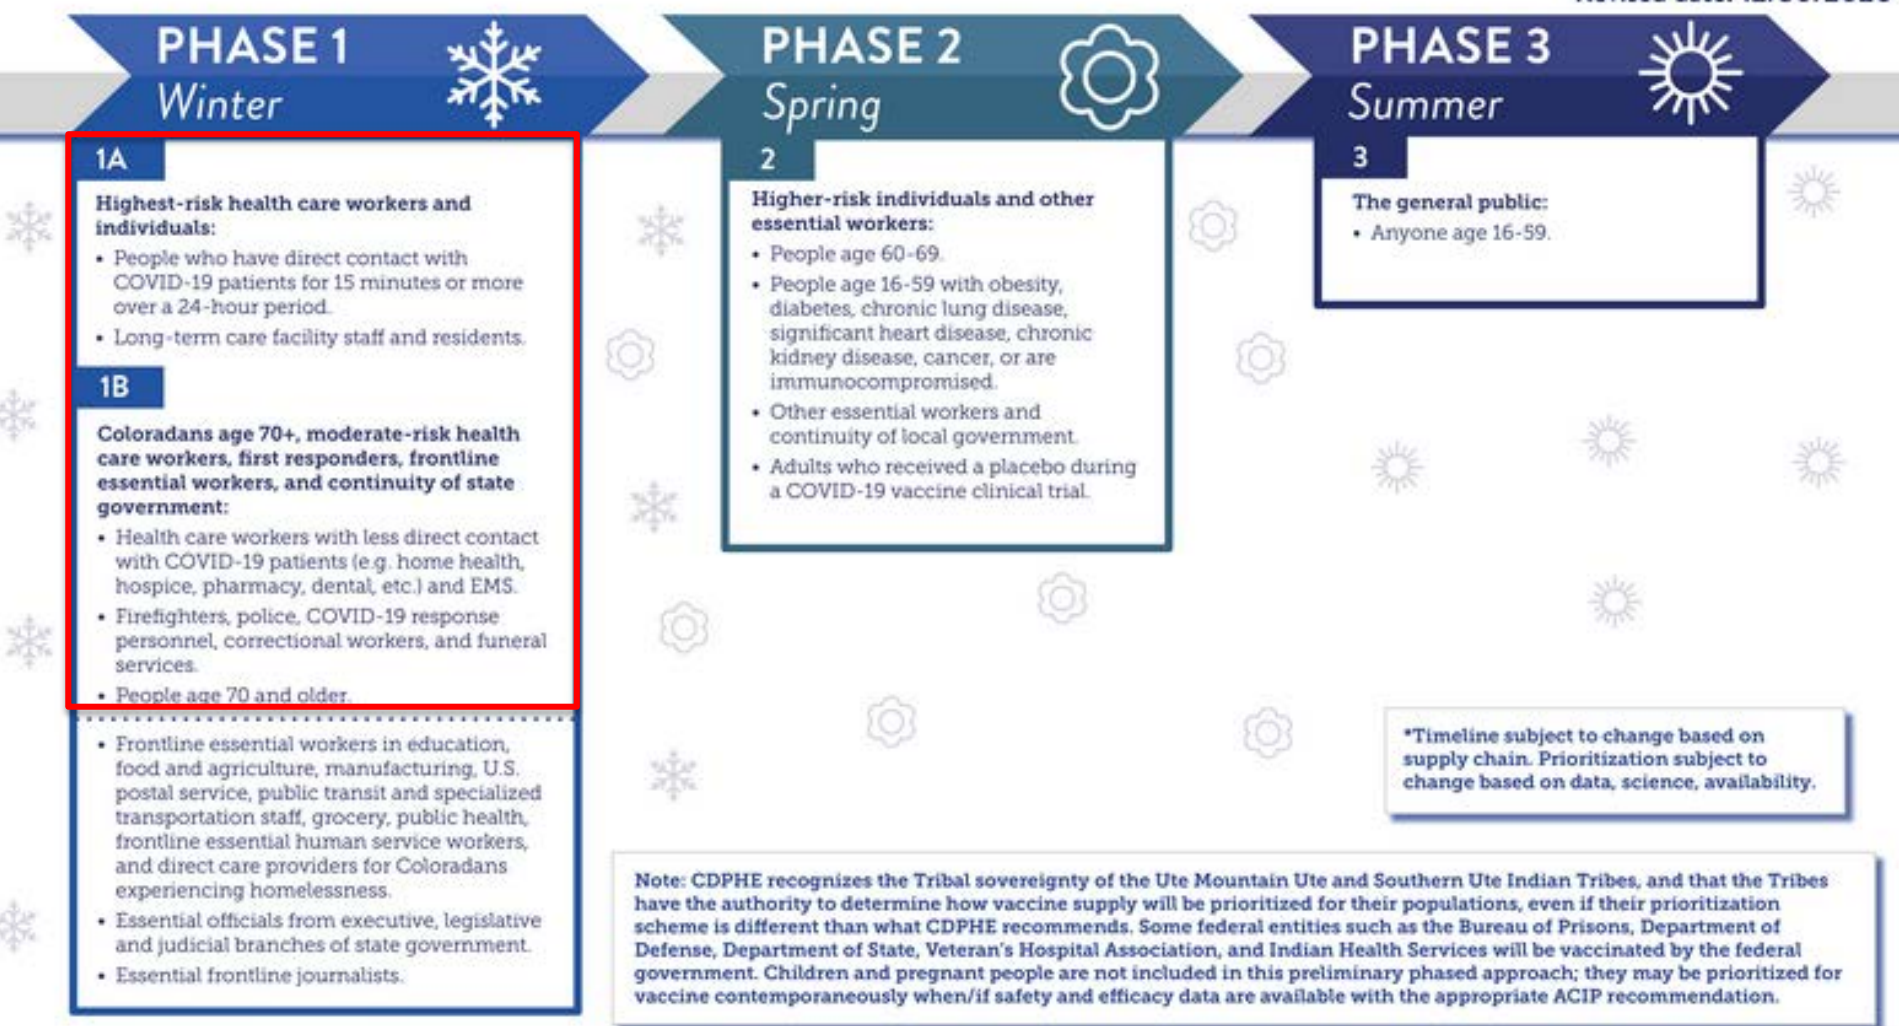 PHASE 1
Winter
PHASE 2
Spring
PHASE 3
Summer
1A
Highest-risk health care workers and
individuals:
• People who have direct contact with
COVID-19 patients for 15 minutes or more
over a 24-hour period.
• Long-term care facility staff and residents.
1B
Coloradans age 70+, moderate-risk health
care workers, first responders, frontline
essential workers, and continuity of state
government:
• Health care workers with less direct contact
with COVID-19 patients (e.g. home health,
hospice, pharmacy, dental, etc.) and EMS.
• Firefighters, police, COVID-19 response
personnel, correctional workers, and funeral
services.
• People age 70 and older.
• Frontline essential workers in education,
food and agriculture, manufacturing, U.S.
postal service, public transit and specialized
transportation staff, grocery, public health,
frontline essential human service workers,
and direct care providers for Coloradans
experiencing homelessness.
• Essential officials from executive, legislative
and judicial branches of state government.
• Essential frontline journalists.
2
Higher-risk individuals and other
essential workers:
• People age 60-69.
• People age 16-59 with obesity,
diabetes, chronic lung disease,
significant heart disease, chronic
kidney disease, cancer, or are
immunocompromised.
• Other essential workers and
continuity of local government.
• Adults who received a placebo during
a COVID-19 vaccine clinical trial.
3
The general public:
• Anyone age 16-59.
*Timeline subject to change based on
supply chain. Prioritization subject to
change based on data, science, availability.
Note: CDPHE recognizes the Tribal sovereignty of the Ute Mountain Ute and Southern Ute Indian Tribes, and that the Tribes
have the authority to determine how vaccine supply will be prioritized for their populations, even if their prioritization
scheme is different than what CDPHE recommends. Some federal entities such as the Bureau of Prisons, Department of
Defense, Department of State, Veteran's Hospital Association, and Indian Health Services will be vaccinated by the federal
government. Children and pregnant people are not included in this preliminary phased approach; they may be prioritized for
vaccine contemporaneously when/if safety and efficacy data are available with the appropriate ACIP recommendation.